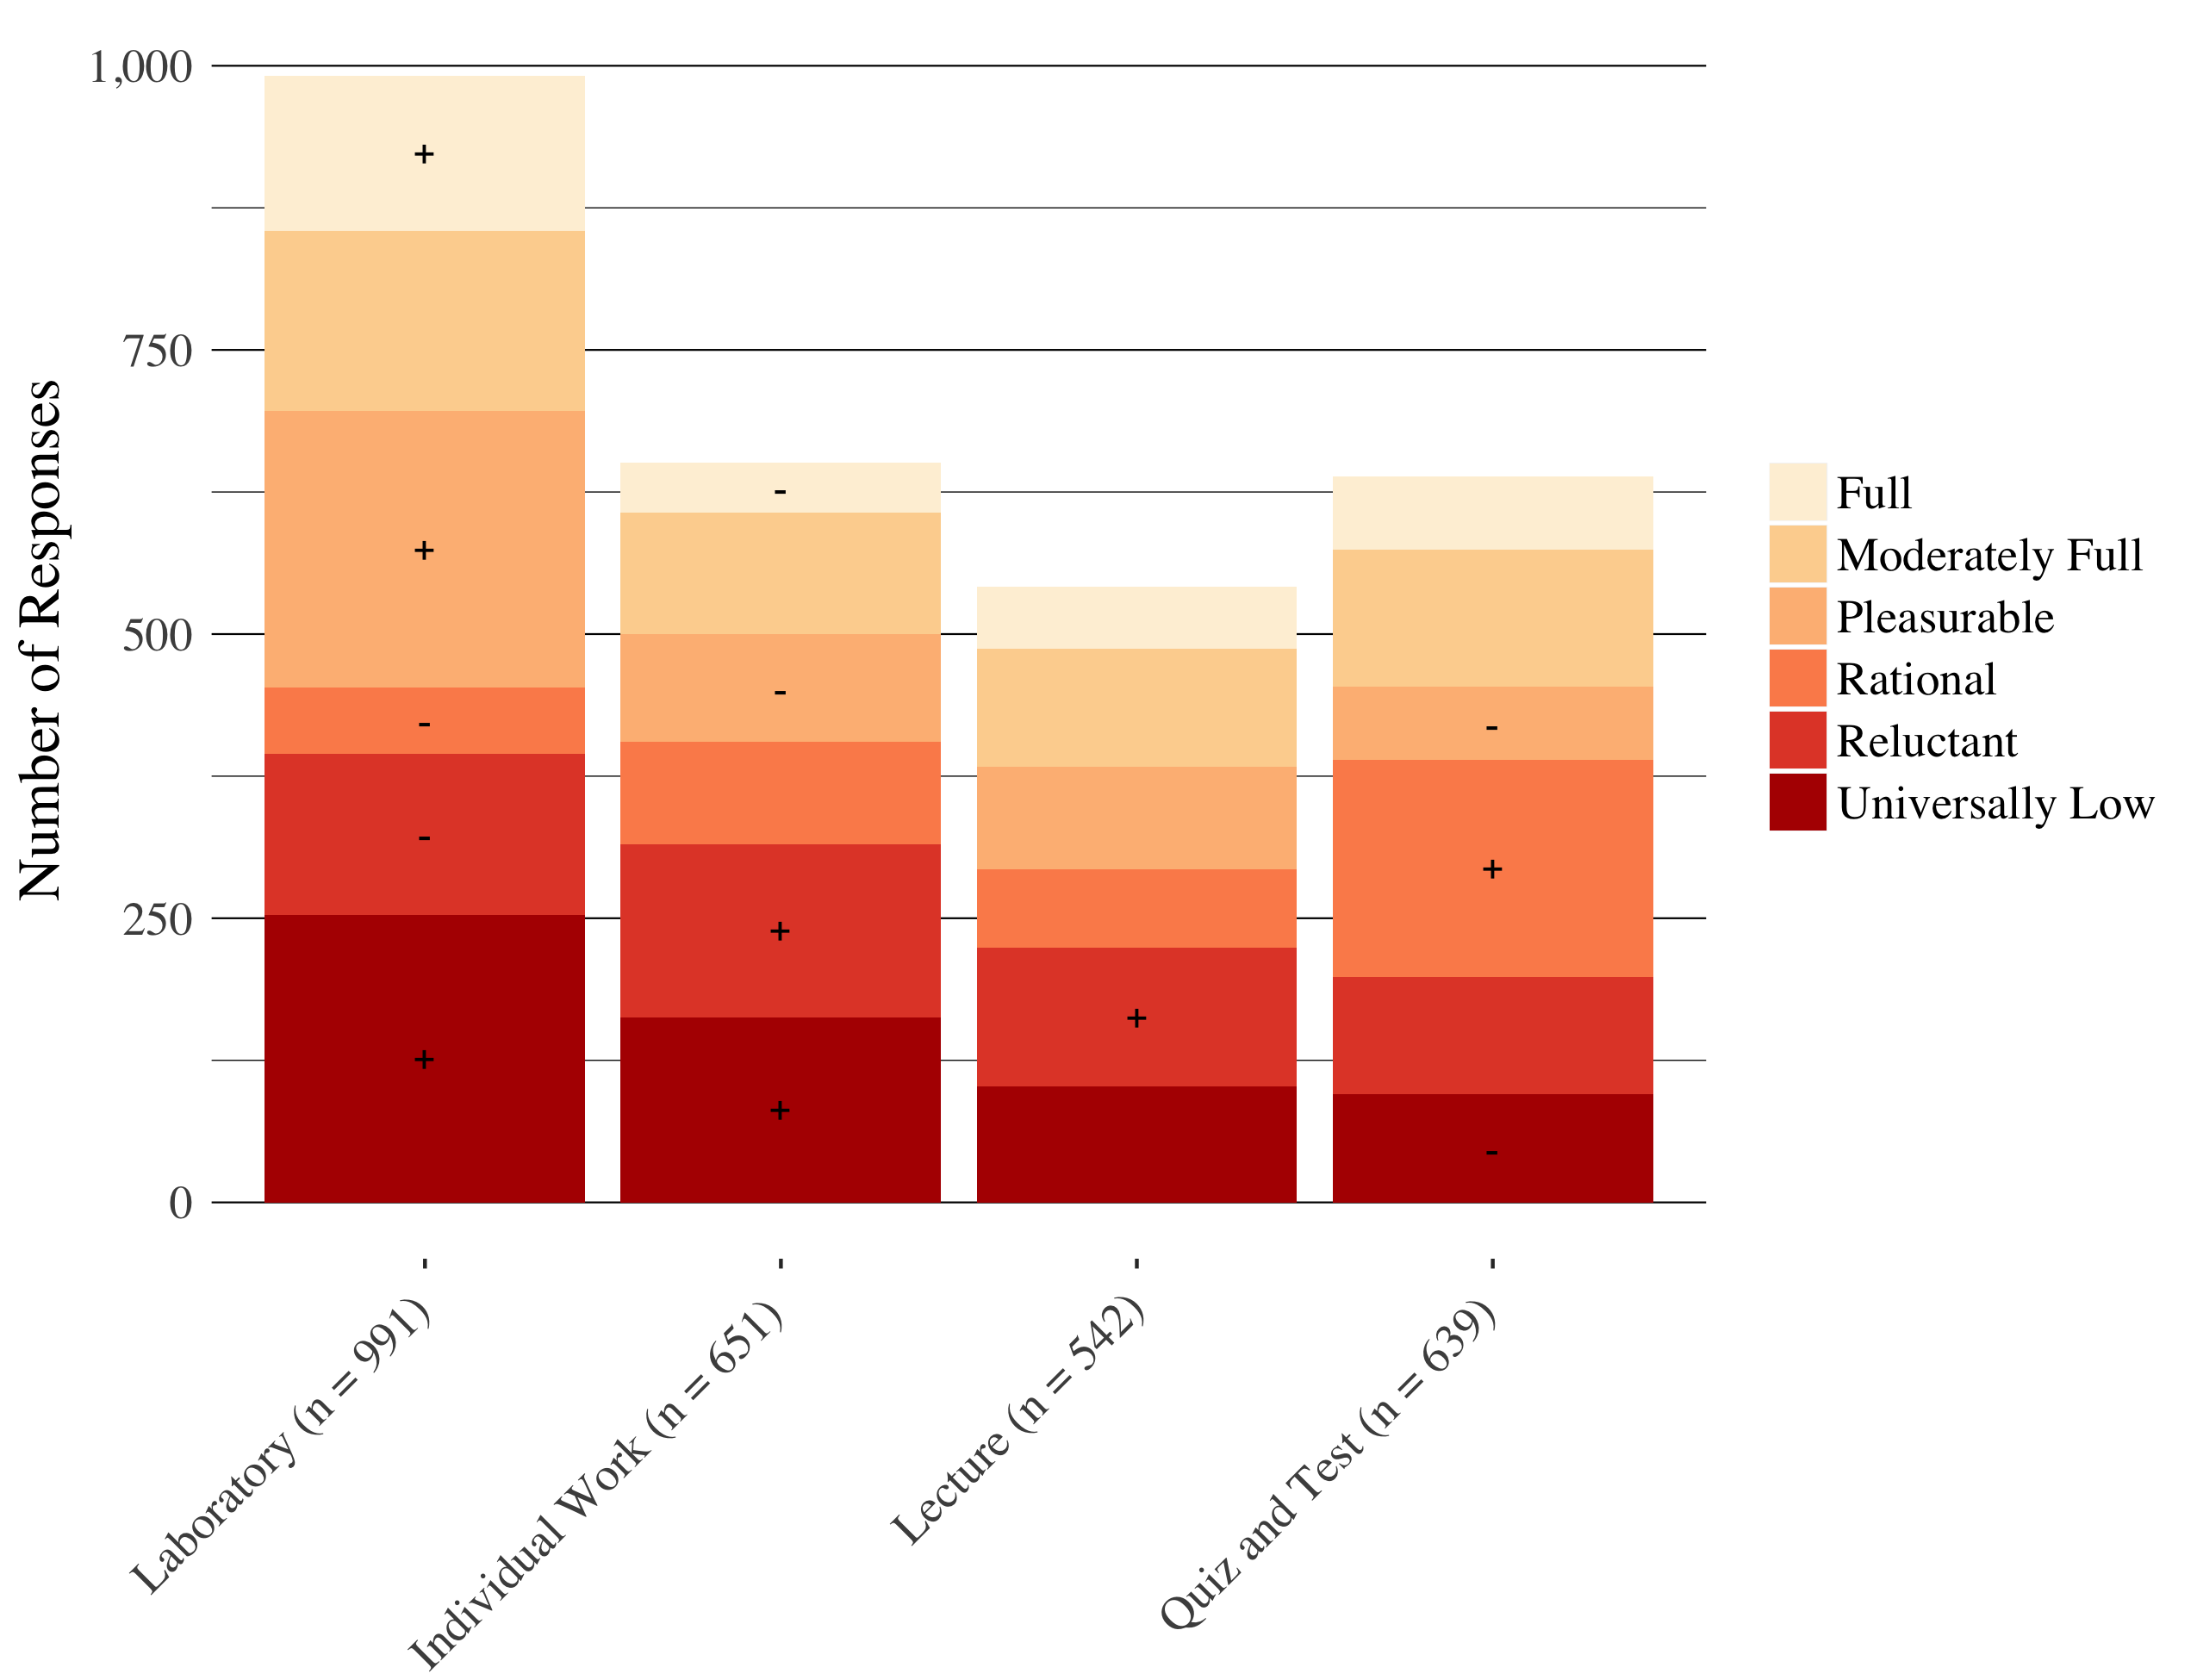 Number of Responses
1,000
750
500
250
0
+
+
-
-
+
-
-
+
+
+
-
+
-
Full
Moderately Full
Pleasurable
Rational
Reluctant
Universally Low
Laboratory (n = 991)
Individual Work (n = 651)
Lecture (n = 542)
Quiz and Test (n = 639)